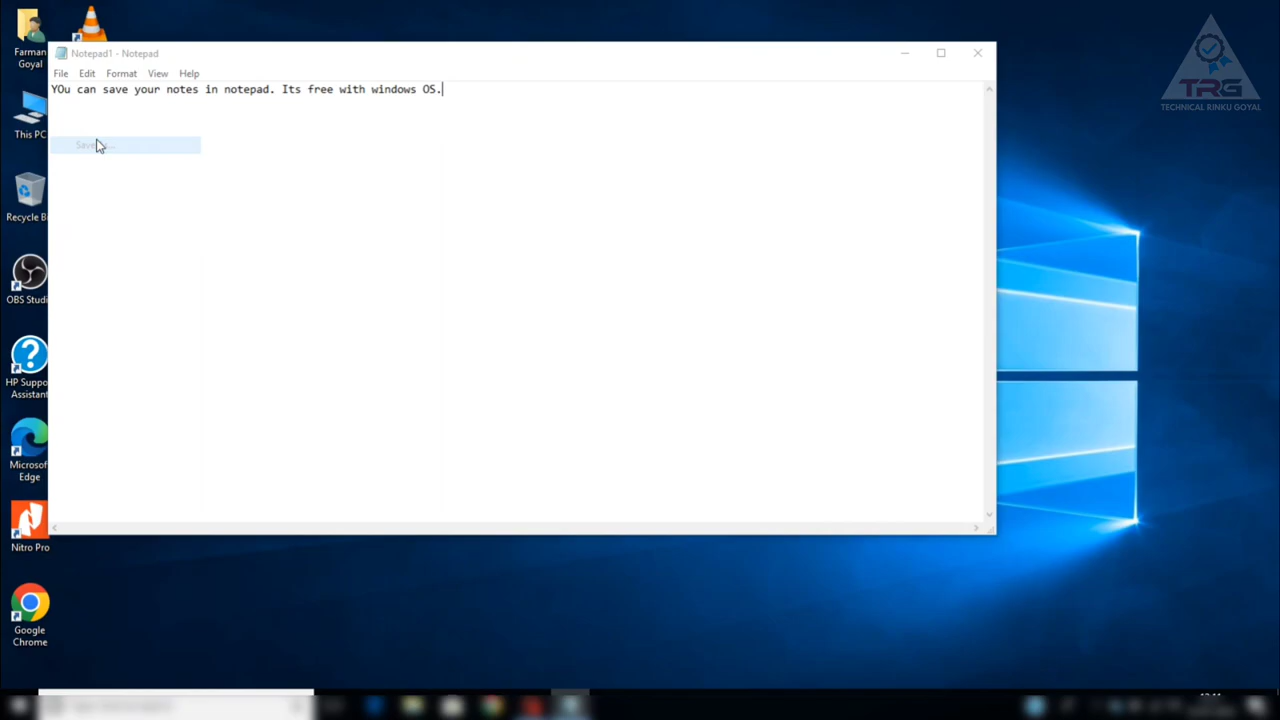 Farman
Goyal
Notepad1 - Notepad
File Edit Format View Help
YOu can save your notes in notepad. Its free with windows OS.
Save
This PC
Recycle Bi
OBS Studi
HP Suppo
Assistan
Microsof
Edge
Nitro Pro
Google
Chrome
TRG
TECHNICAL RINKU GOYAL